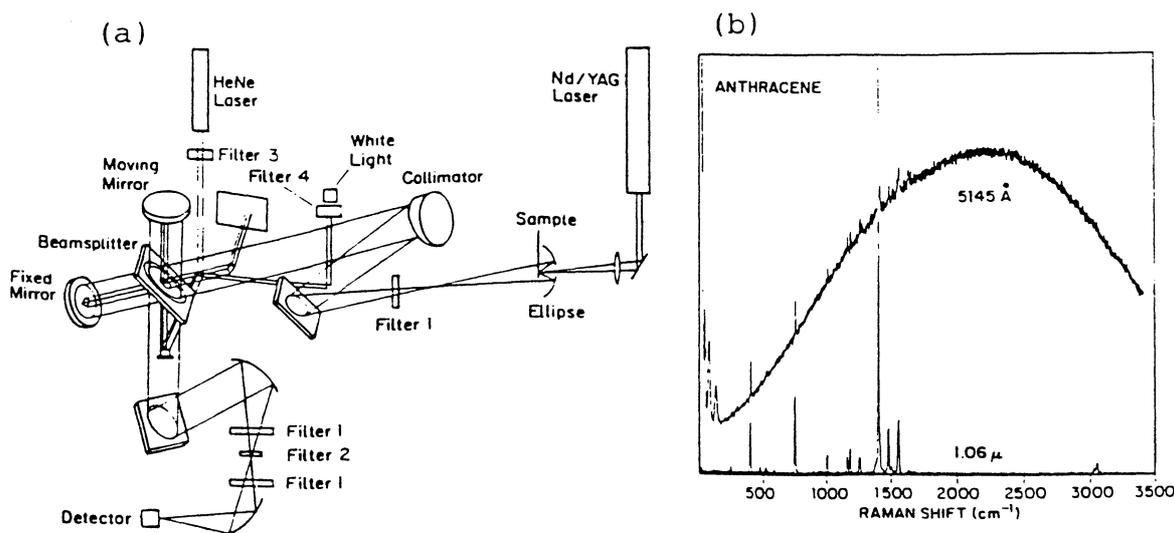 (a)
HeNe
Laser
Filter 3
Moving
Mirror
Filter 4
White
Light
Collimator
Nd/YAG
Laser
Sample
Beamsplitter
Fixed
Mirror
Filter 1
Ellipse
Filter 1
Filter 2
Filter 1
Detector
(b)
ANTHRACENE
5145 Å
1.06 μ
500 1000 1500 2000 2500 3000 3500
RAMAN SHIFT (cm⁻¹)